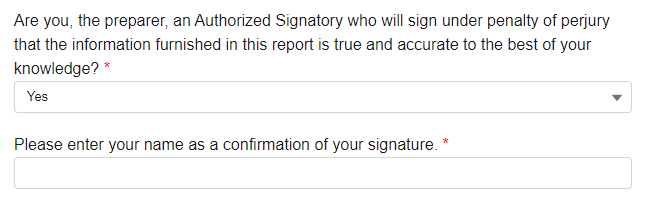 Are you, the preparer, an Authorized Signatory who will sign under penalty of perjury
that the information furnished in this report is true and accurate to the best of your
knowledge? *
Yes
Please enter your name as a confirmation of your signature. *